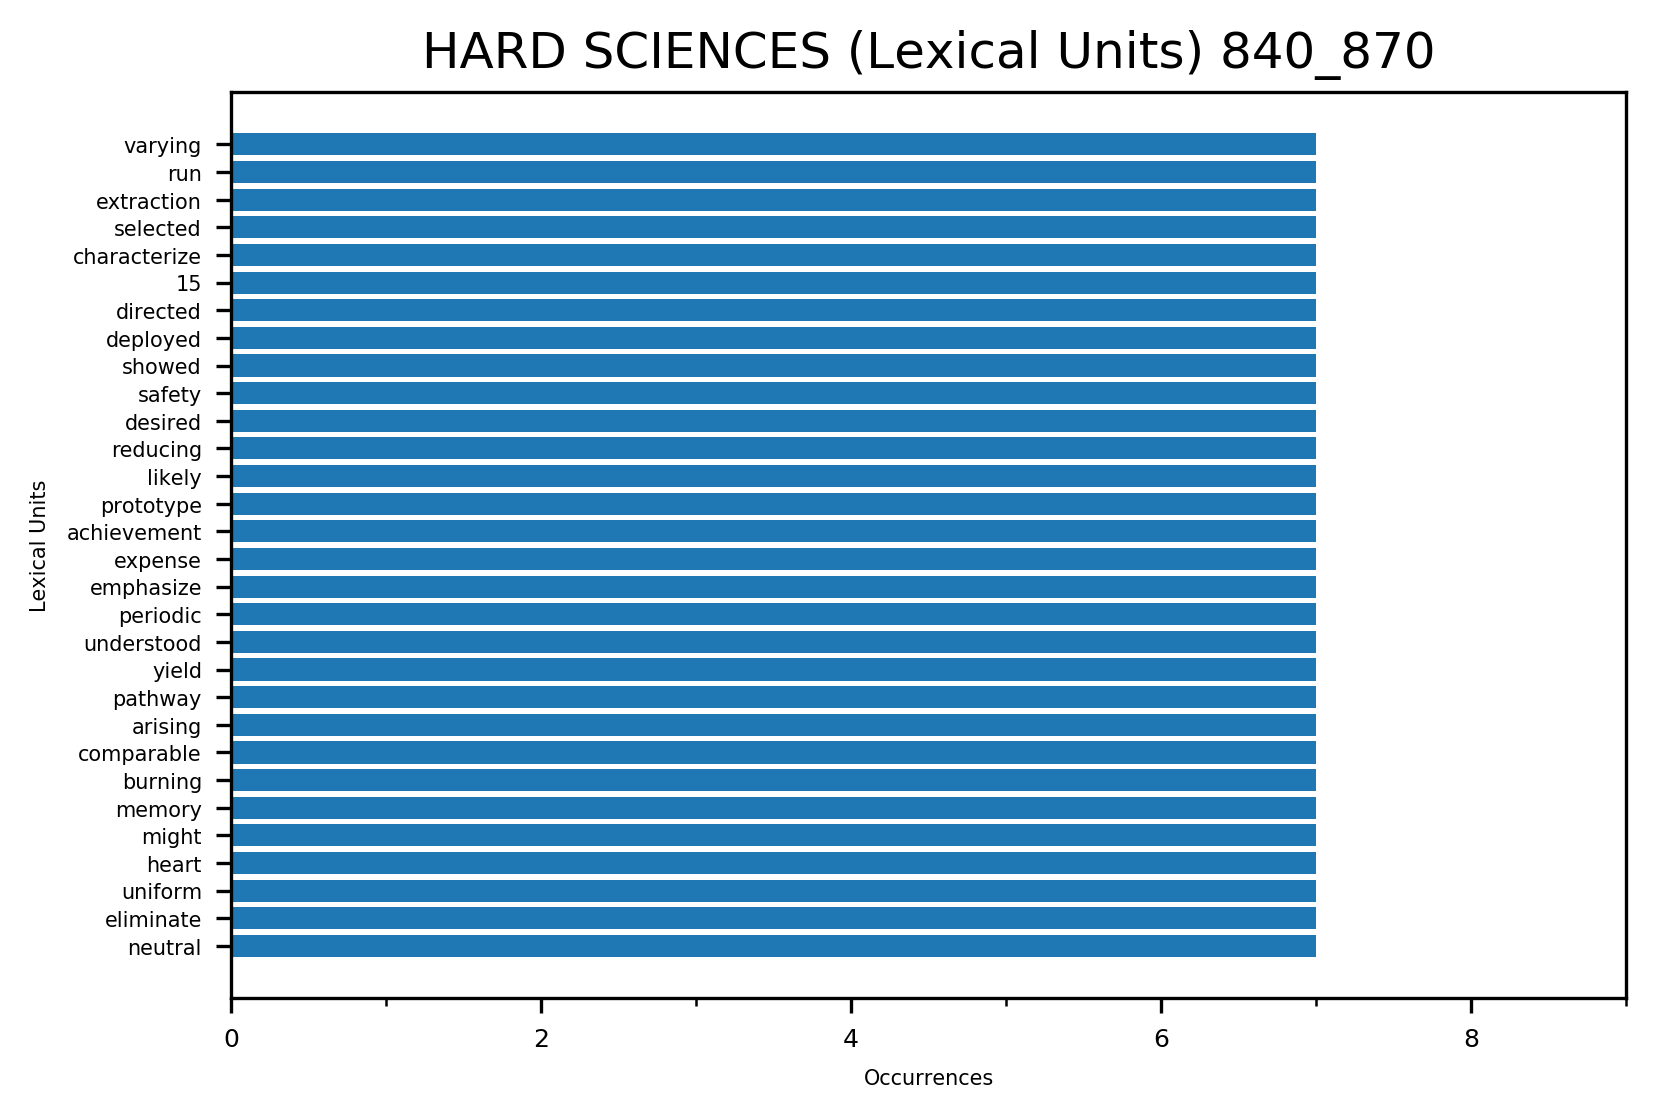 HARD SCIENCES (Lexical Units) 840_870
varying
run
extraction
selected
characterize
15
directed
deployed
showed
safety
desired
reducing
likely
prototype
achievement
expense
emphasize
periodic
understood
yield
pathway
arising
comparable
burning
memory
might
heart
uniform
eliminate
neutral
Lexical Units
0 2 4 6 8
Occurrences